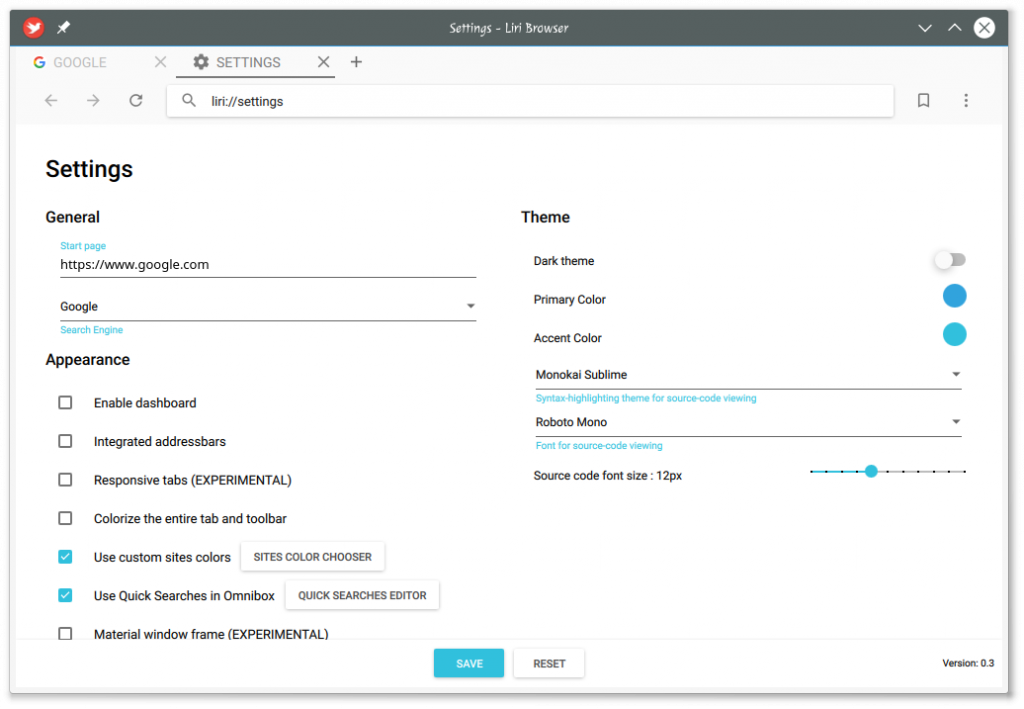 Settings - Liri Browser
GOOGLE
SETTINGS
liri://settings
Settings
General
Start page
https://www.google.com
Google
Search Engine
Appearance
Enable dashboard
Integrated addressbars
Responsive tabs (EXPERIMENTAL)
Colorize the entire tab and toolbar
Use custom sites colors SITES COLOR CHOOSER
Use Quick Searches in Omnibox QUICK SEARCHES EDITOR
Material window frame (EXPERIMENTAL)
Theme
Dark theme
Primary Color
Accent Color
Monokai Sublime
Syntax-highlighting theme for source-code viewing
Roboto Mono
Font for source-code viewing
Source code font size : 12px
SAVE RESET
Version: 0.3